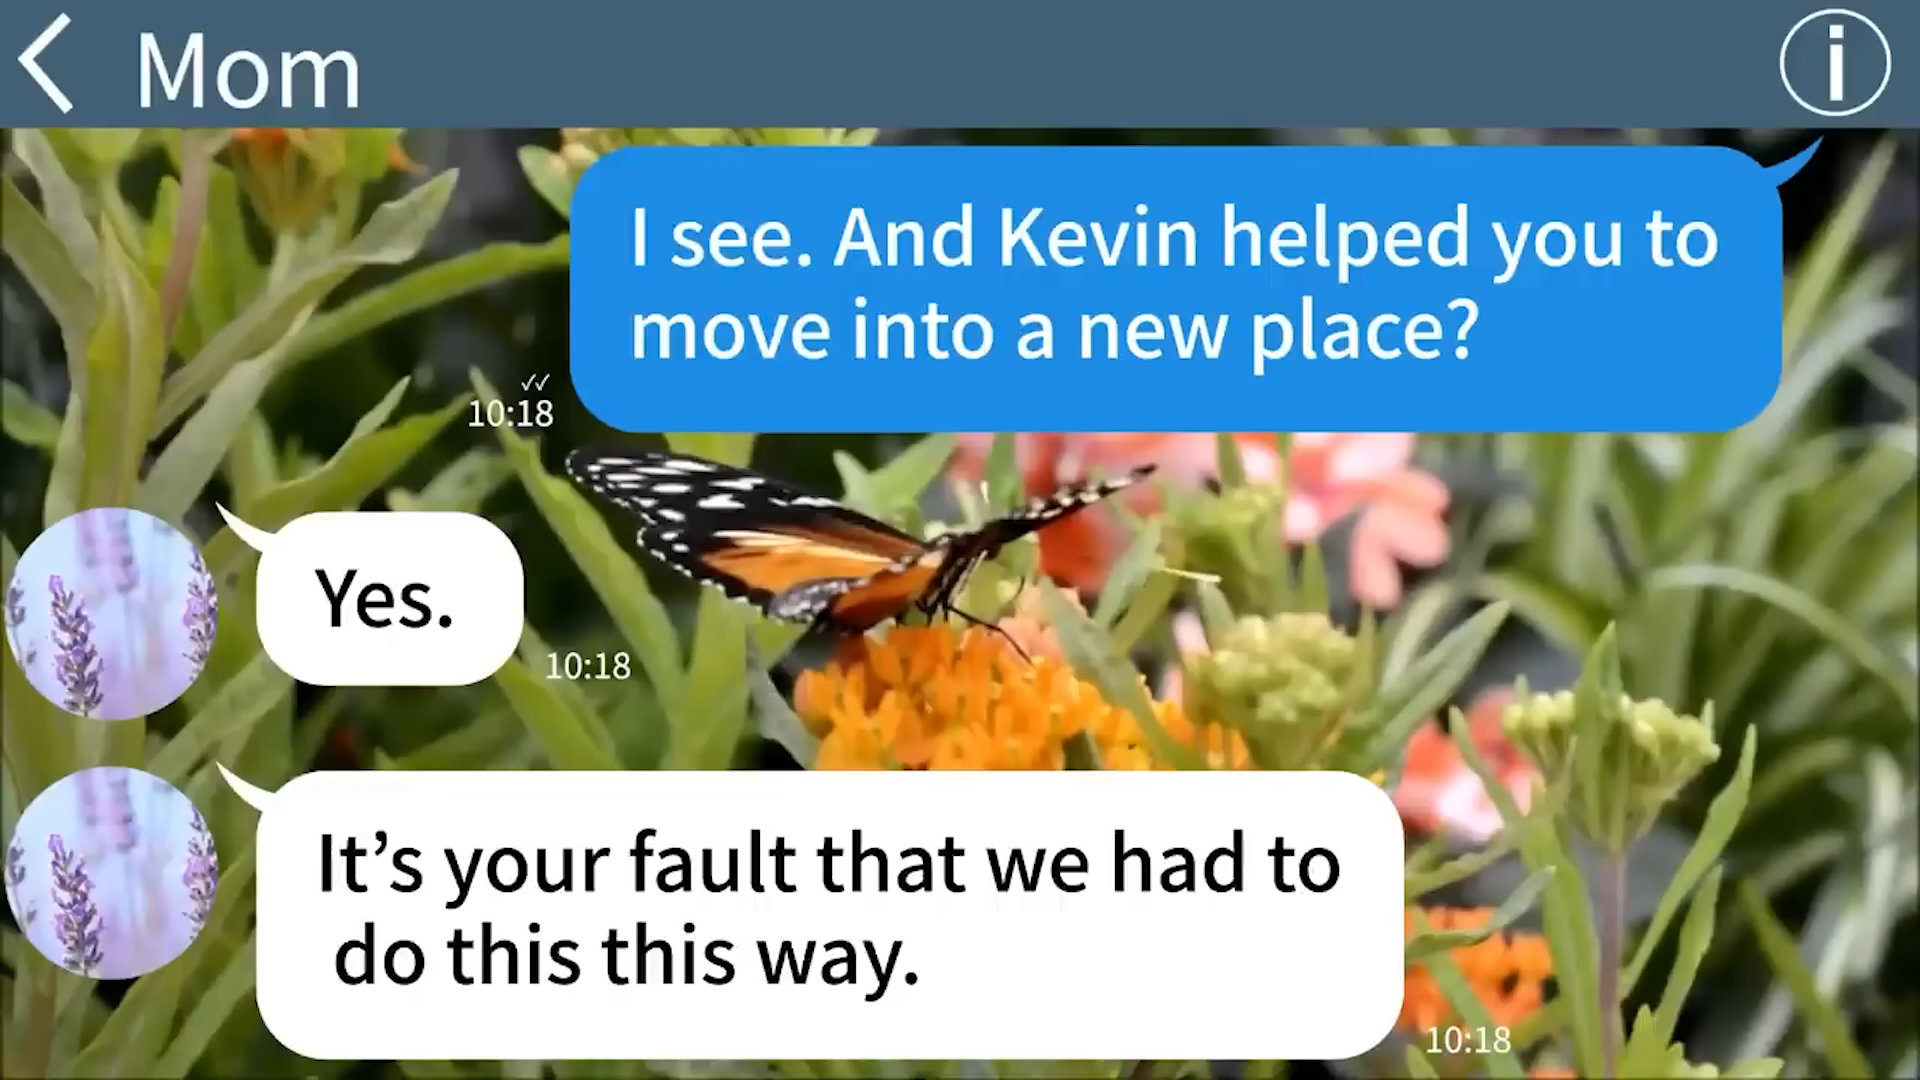 Mom
I see. And Kevin helped you to
move into a new place?
10:18
Yes.
10:18
It’s your fault that we had to
do this this way.
10:18